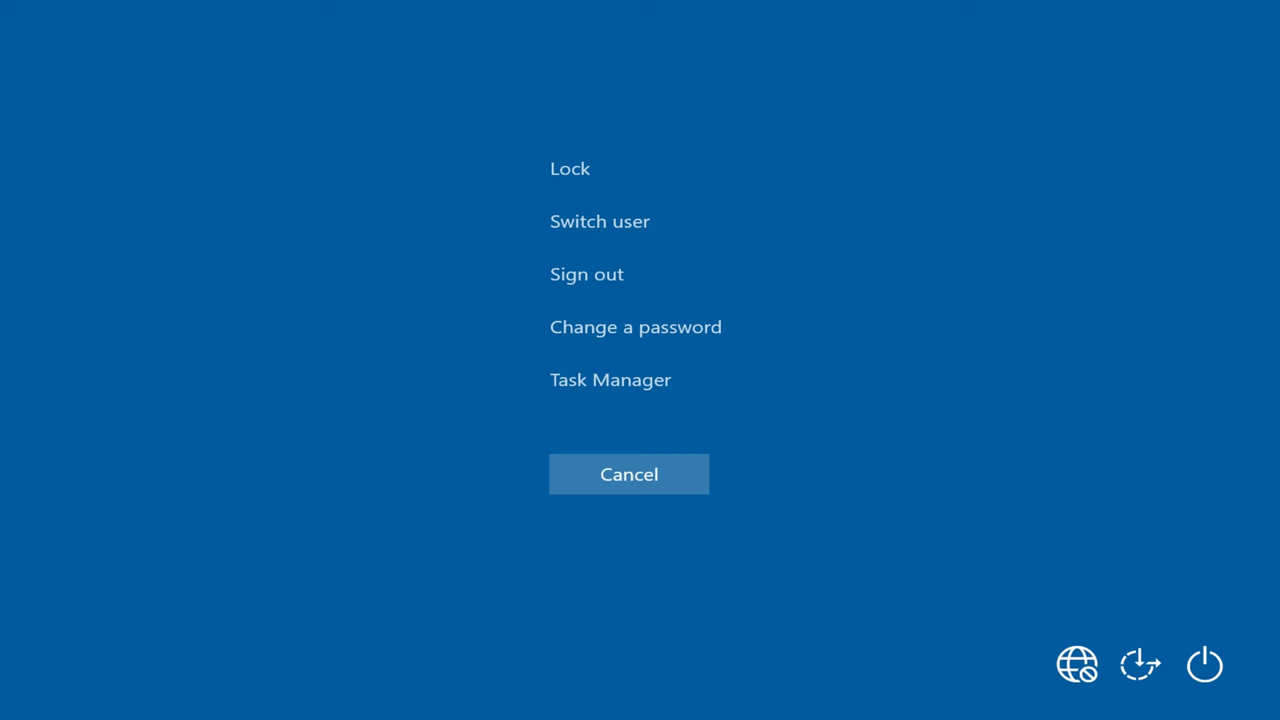 Lock
Switch user
Sign out
Change a password
Task Manager
Cancel